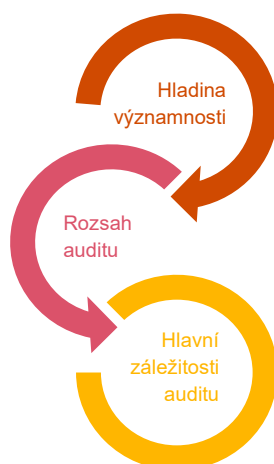 Hladina
významnosti
Rozsah
auditu
Hlavní
záležitosti
auditu